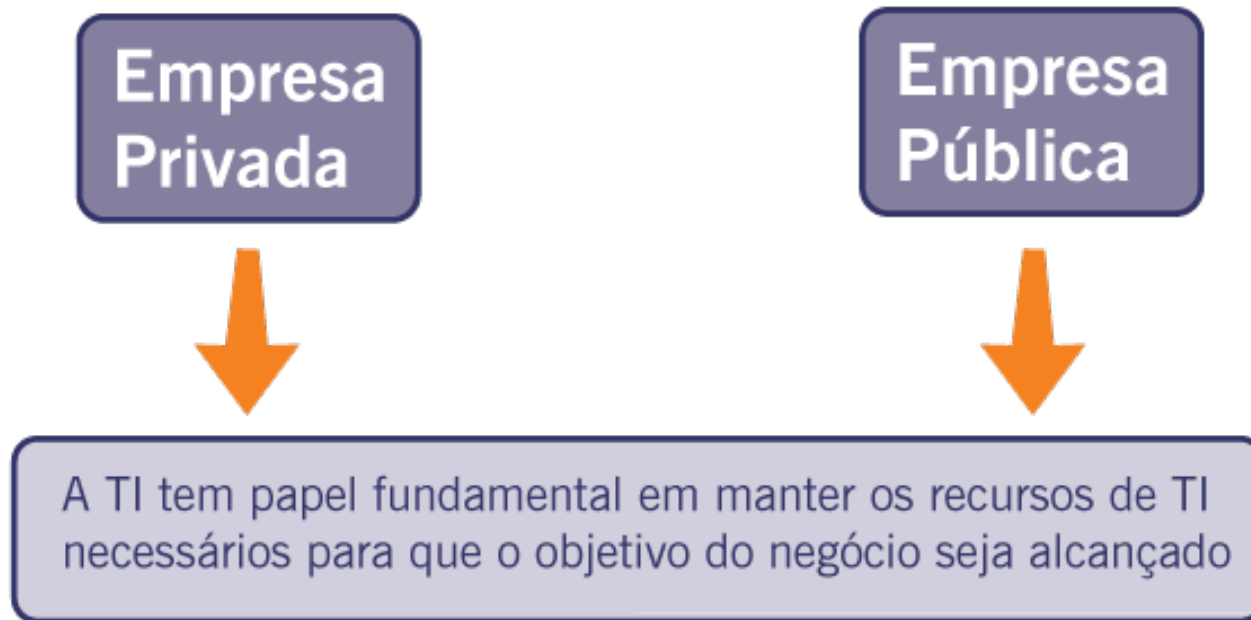 Empresa
Privada
Empresa
Pública
A TI tem papel fundamental em manter os recursos de TI
necessários para que o objetivo do negócio seja alcançado